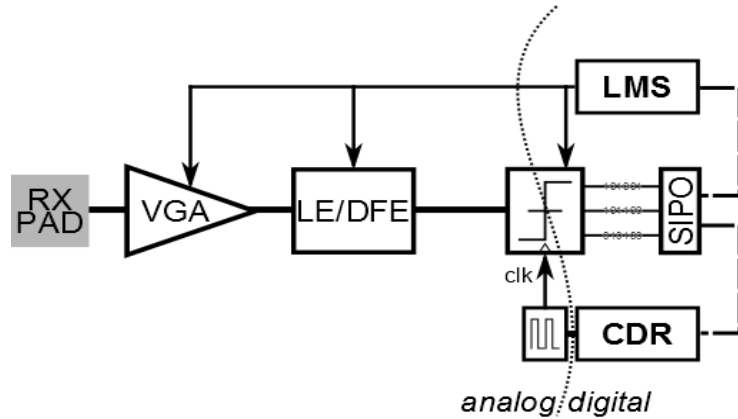 LMS
RX
PAD
VGA
LE/DFE
SIPO
clk
CDR
analog digital